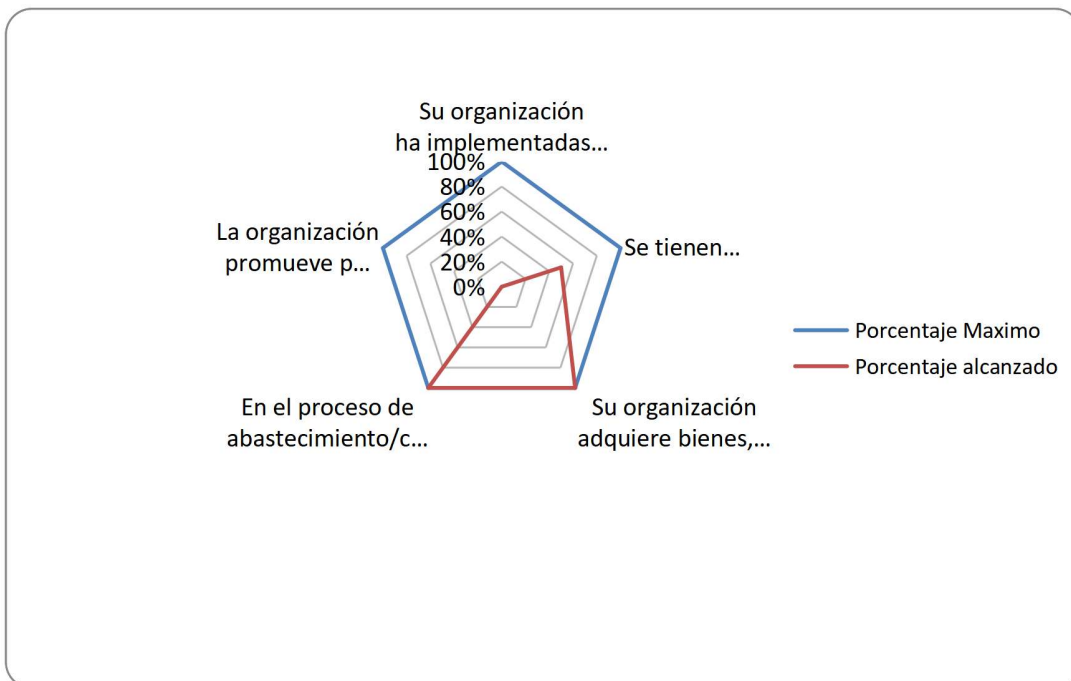 Su organización
ha implementadas...
100%
80%
60%
40%
20%
0%
La organización
promueve p...
Se tienen...
En el proceso de
abastecimiento/c...
Su organización
adquiere bienes,...
Porcentaje Maximo
Porcentaje alcanzado